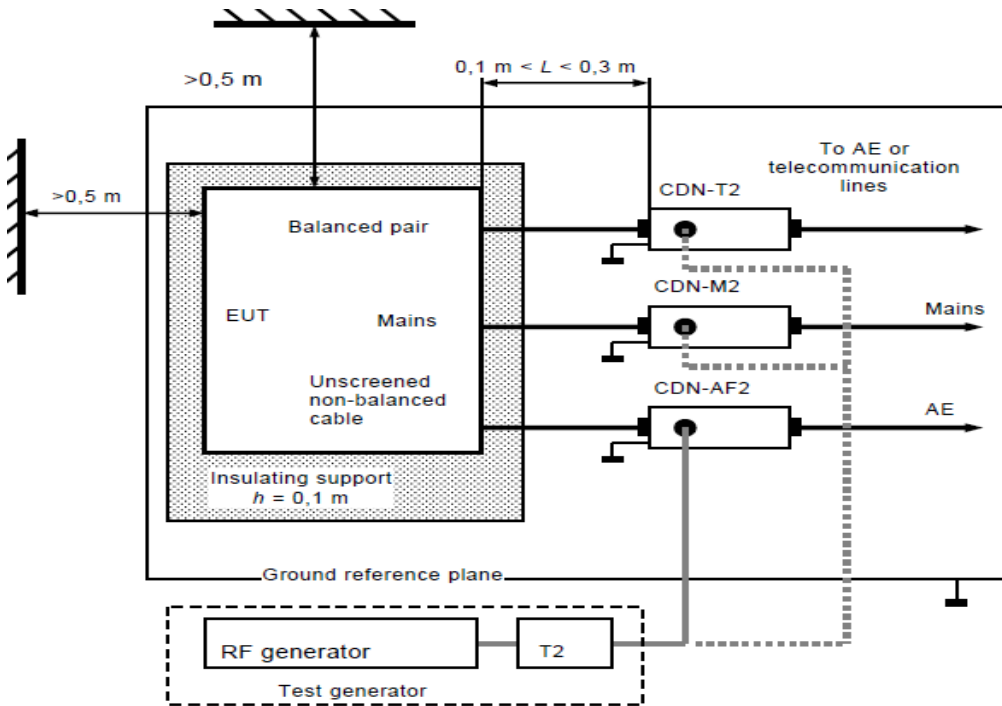 >0,5 m
0,1 m < L < 0,3 m
>0,5 m
To AE or
telecommunication
lines
CDN-T2
Balanced pair
EUT
Mains
CDN-M2
Mains
Unscreened
non-balanced
cable
CDN-AF2
AE
Insulating support
h = 0,1 m
Ground reference plane
RF generator
T2
Test generator